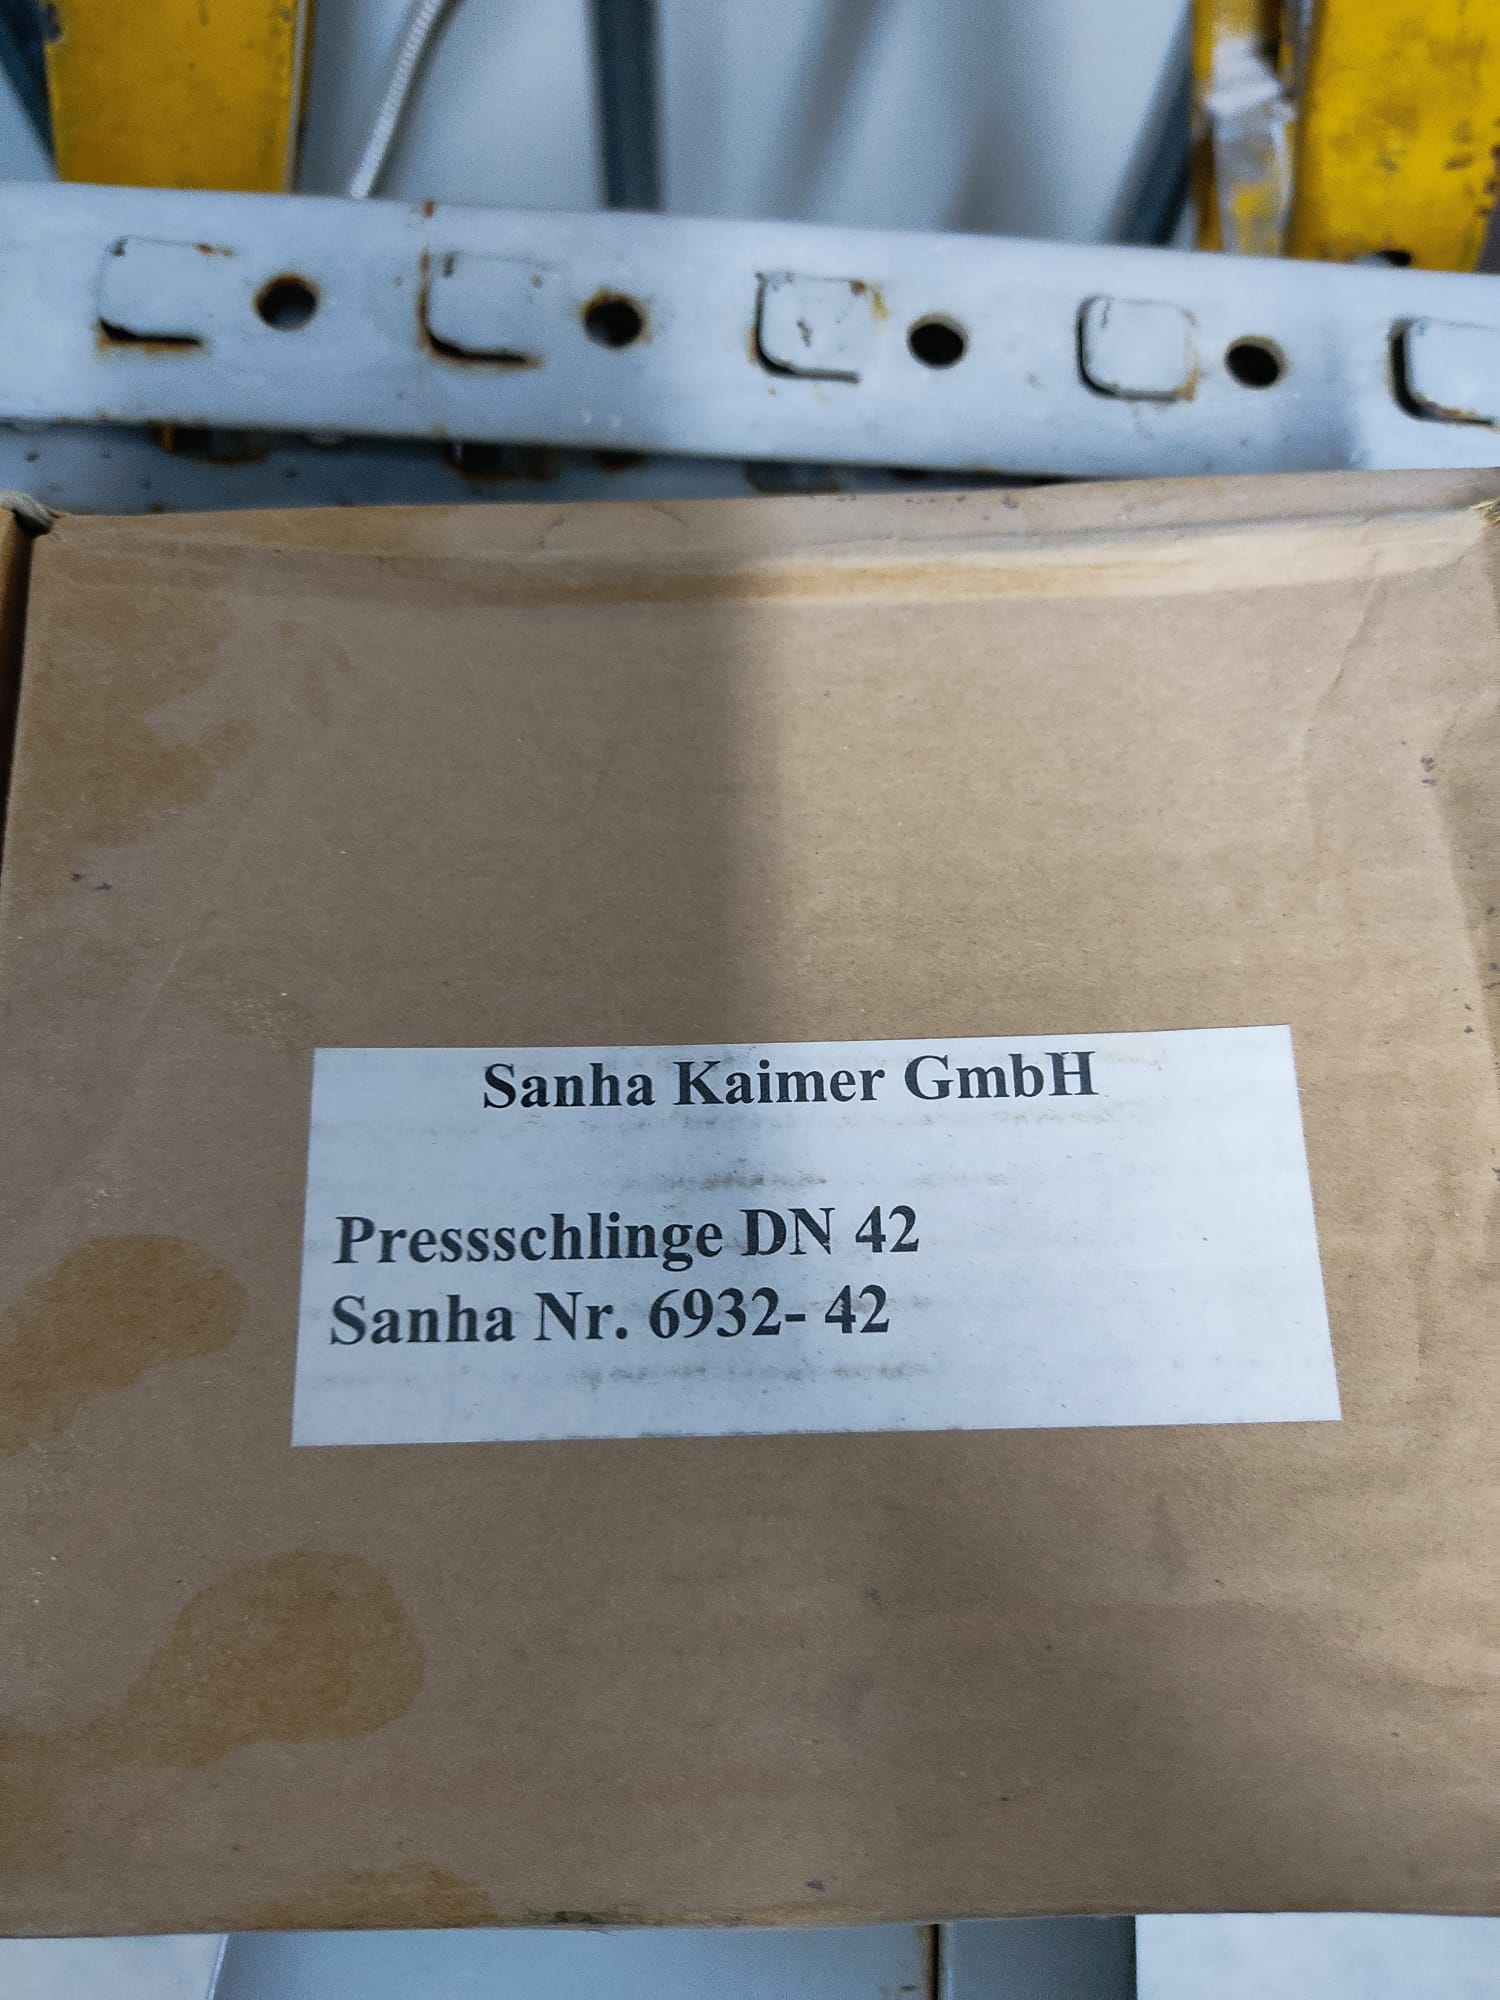 Sanha Kaimer GmbH
Pressschlinge DN 42
Sanha Nr. 6932- 42